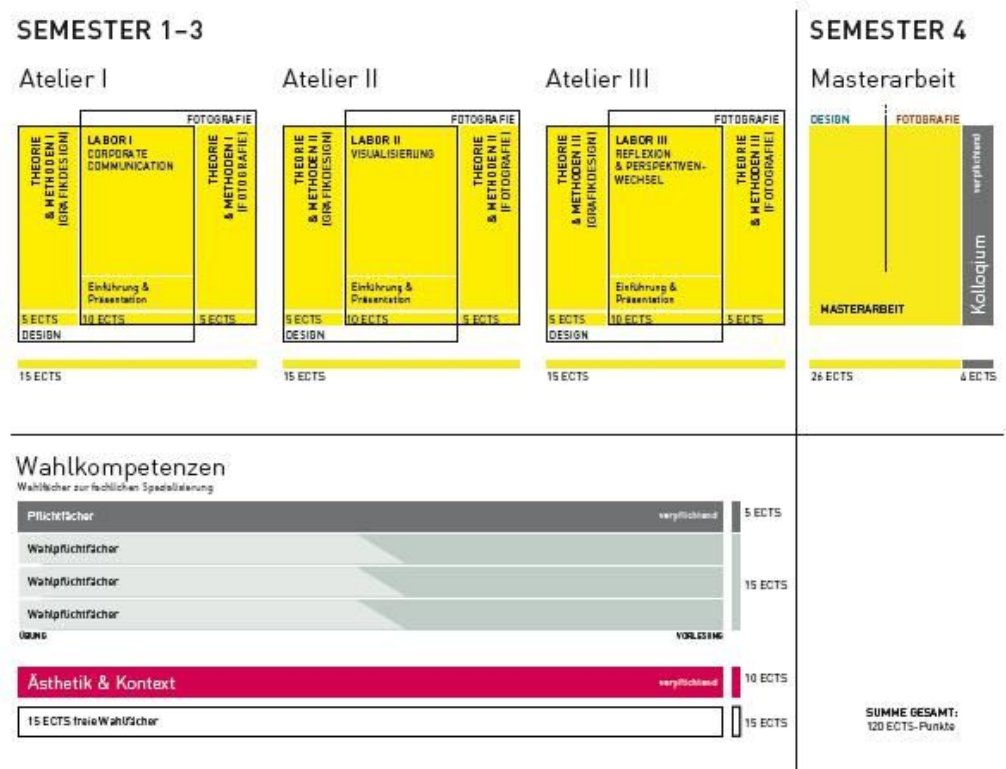 SEMESTER 1–3
Atelier I
FOTOGRAFIE
THEORIE
& METHODEN I
(GRAFIKDESIGN)
LABOR I
CORPORATE
COMMUNICATION
THEORIE
& METHODEN I
(FOTOGRAFIE)
Einführung &
Präsentation
5 ECTS
10 ECTS
5 ECTS
DESIGN
15 ECTS
Atelier II
FOTOGRAFIE
THEORIE
& METHODEN II
(GRAFIKDESIGN)
LABOR II
VISUALISIERUNG
THEORIE
& METHODEN II
(FOTOGRAFIE)
Einführung &
Präsentation
5 ECTS
10 ECTS
5 ECTS
DESIGN
15 ECTS
Atelier III
FOTOGRAFIE
THEORIE
& METHODEN III
(GRAFIKDESIGN)
LABOR III
REFLEXION
& PERSPEKTIVEN-
WECHSEL
THEORIE
& METHODEN III
(FOTOGRAFIE)
Einführung &
Präsentation
5 ECTS
10 ECTS
5 ECTS
DESIGN
15 ECTS
SEMESTER 4
Masterarbeit
DESIGN
FOTOGRAFIE
MASTERARBEIT
Kolloqium
verpflichtend
26 ECTS
4 ECTS
Wahlkompetenzen
Wahlfächer zur fachlichen Spezialisierung
Pflichtfächer
verpflichtend
5 ECTS
Wahlpflichtfächer
Wahlpflichtfächer
15 ECTS
Wahlpflichtfächer
ÜBUNG
VORLESUNG
Ästhetik & Kontext
verpflichtend
10 ECTS
15 ECTS freie Wahlfächer
15 ECTS
SUMME GESAMT:
120 ECTS-Punkte